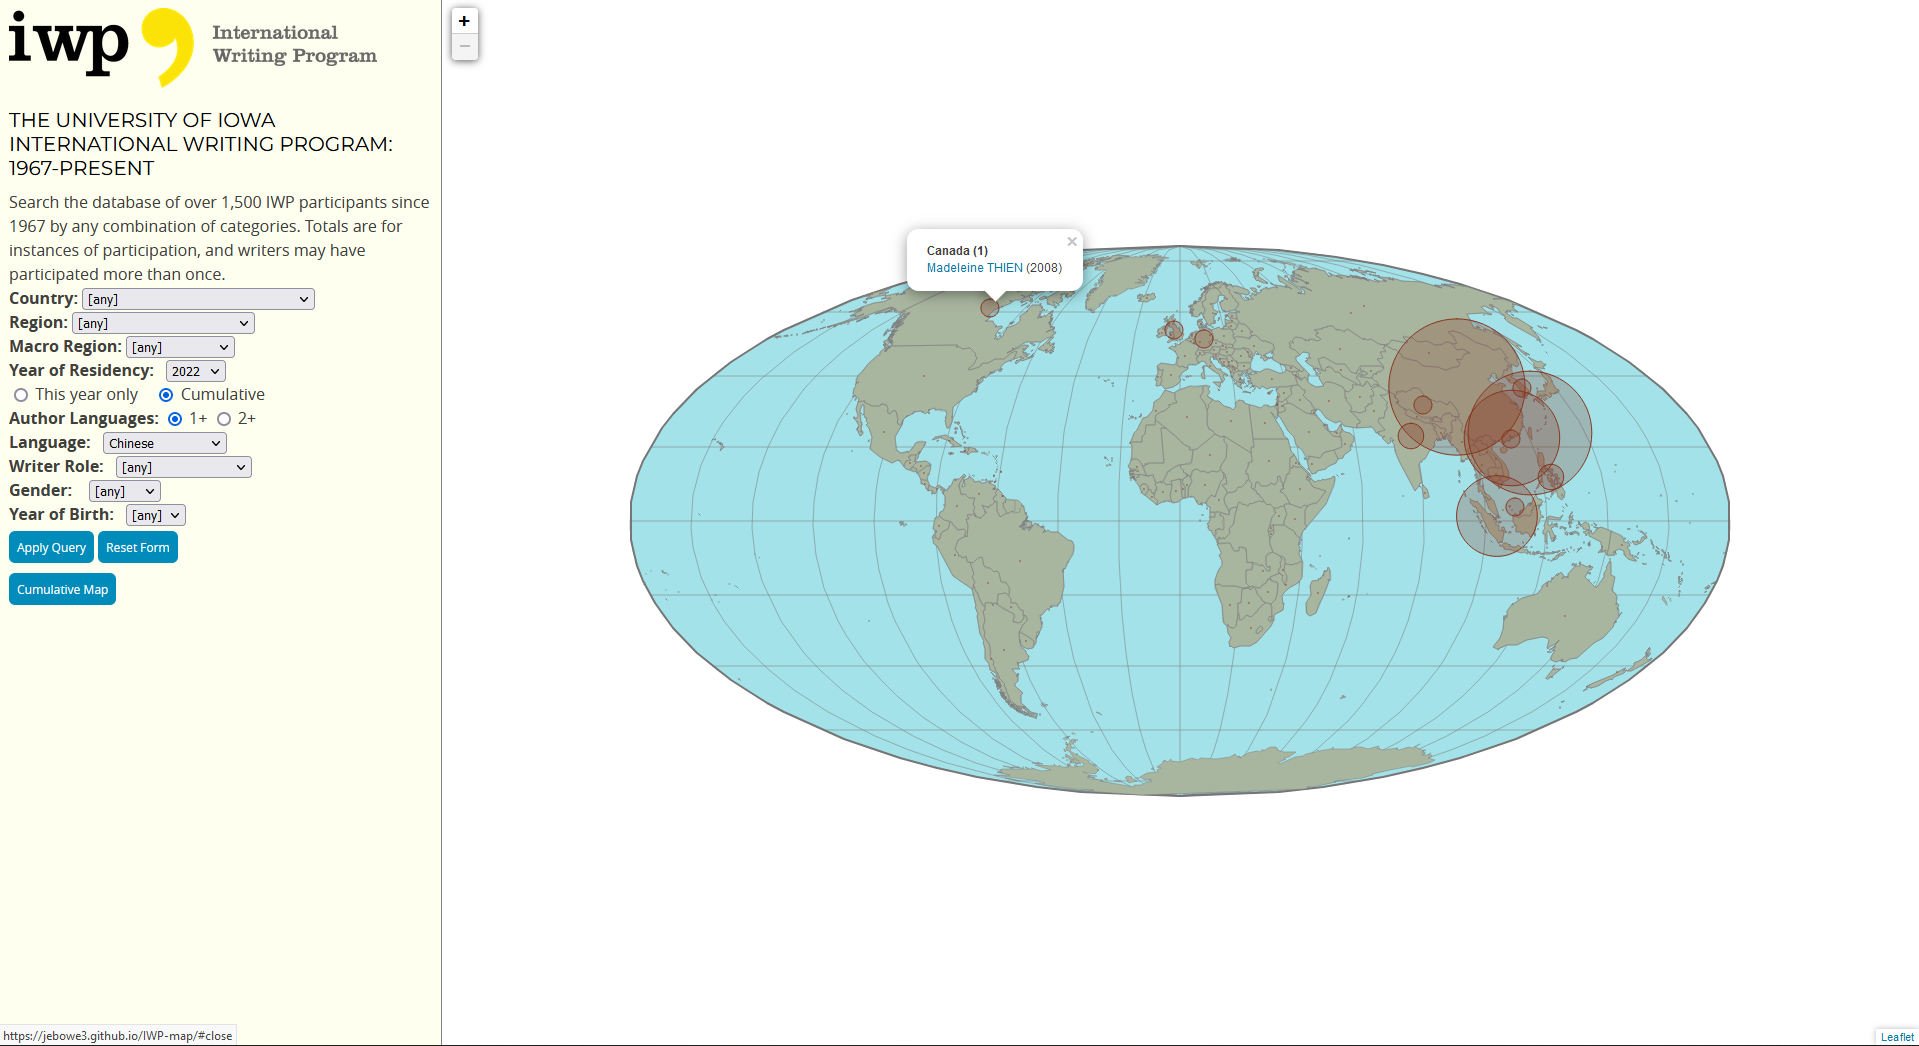 iwp International
Writing Program
THE UNIVERSITY OF IOWA
INTERNATIONAL WRITING PROGRAM:
1967-PRESENT
Search the database of over 1,500 IWP participants since
1967 by any combination of categories. Totals are for
instances of participation, and writers may have
participated more than once.
Country: [any]
Region: [any]
Macro Region: [any]
Year of Residency: 2022
This year only Cumulative
Author Languages: 1+ 2+
Language: Chinese
Writer Role: [any]
Gender: [any]
Year of Birth: [any]
Apply Query Reset Form
Cumulative Map
https://jebowe3.github.io/IWP-map/#close
+
−
Canada (1) ×
Madeleine THIEN (2008)
Leaflet